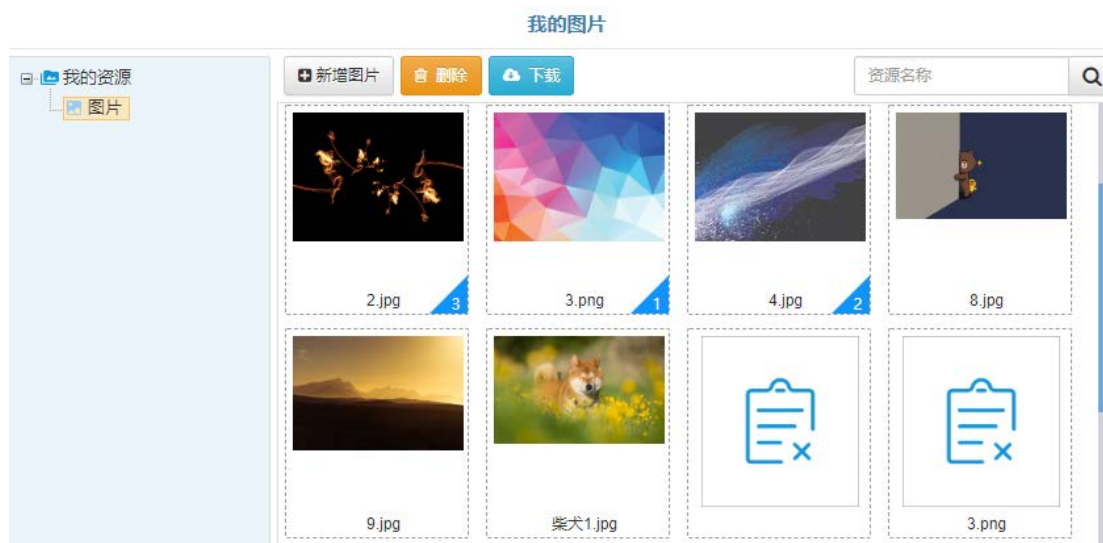 我的图片
我的资源
图片
新增图片 删除 下载 资源名称
2.jpg 3 3.png 1 4.jpg 2 8.jpg
9.jpg 柴犬1.jpg 3.png